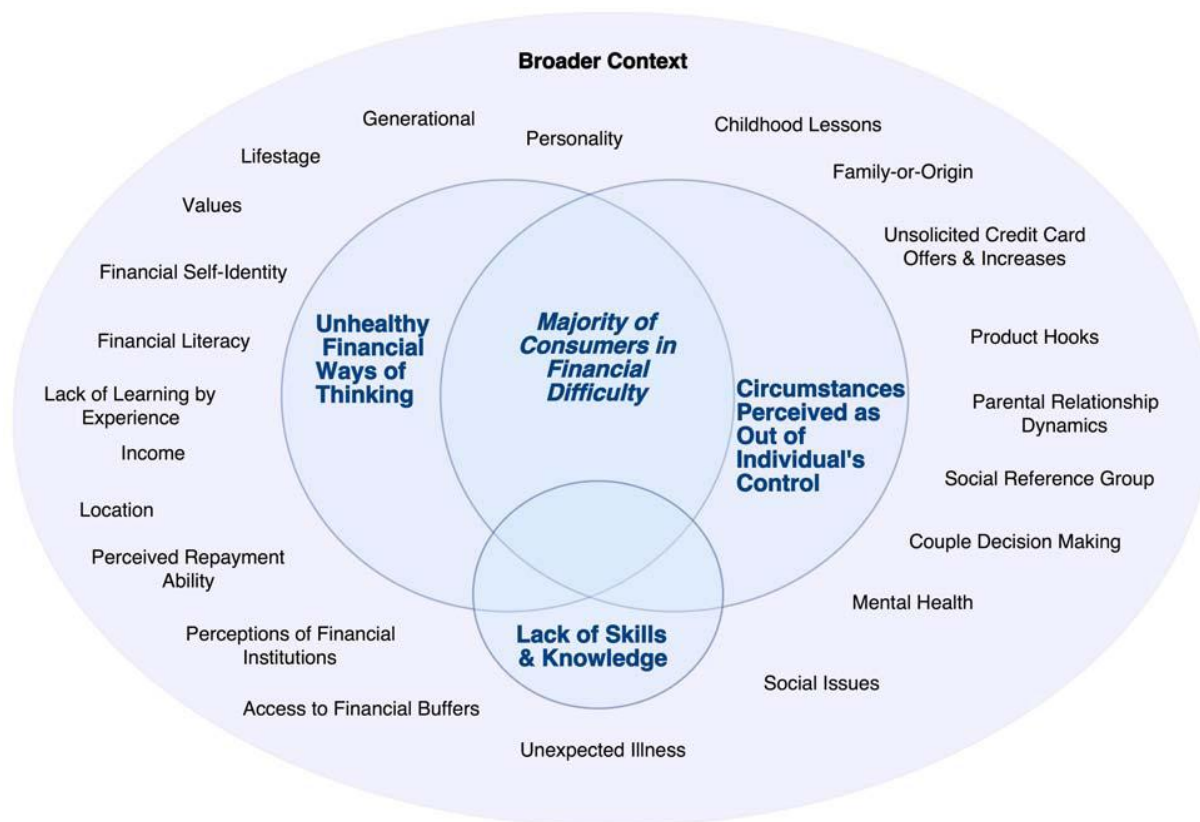 Broader Context
Generational
Personality
Childhood Lessons
Lifestage
Family-or-Origin
Values
Unsolicited Credit Card
Offers & Increases
Financial Self-Identity
Unhealthy
Financial
Ways of
Thinking
Majority of
Consumers in
Financial
Difficulty
Circumstances
Perceived as
Out of
Individual's
Control
Financial Literacy
Product Hooks
Lack of Learning by
Experience
Parental Relationship
Dynamics
Income
Social Reference Group
Location
Couple Decision Making
Perceived Repayment
Ability
Mental Health
Perceptions of Financial
Institutions
Lack of Skills
& Knowledge
Social Issues
Access to Financial Buffers
Unexpected Illness